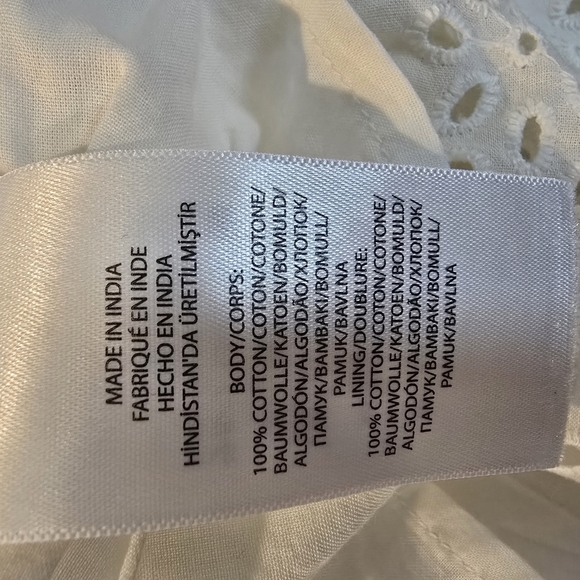 MADE IN INDIA
FABRIQUÉ EN INDE
HECHO EN INDIA
HİNDİSTAN'DA ÜRETİLMİŞTİR
BODY/CORPS:
100% COTTON/COTON/COTONE/
BAUMWOLLE/KATOEN/BOMULD/
ALGODÓN/ALGODÃO/ХЛОПОК/
ΠΑΜΥΚ/BAMBAKI/BOMULL/
PAMUK/BAVLNA
LINING/DOUBLURE:
100% COTTON/COTON/COTONE/
BAUMWOLLE/KATOEN/BOMULD/
ALGODÓN/ALGODÃO/ХЛОПОК/
ΠΑΜΥΚ/BAMBAKI/BOMULL/
PAMUK/BAVLNA